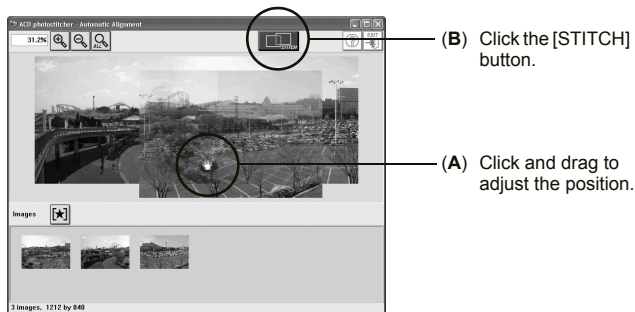 ACD photostitcher - Automatic Alignment
31.2%
ALL
STITCH
?
EXIT
(B) Click the [STITCH]
button.
(A) Click and drag to
adjust the position.
Images
3 images, 1212 by 840